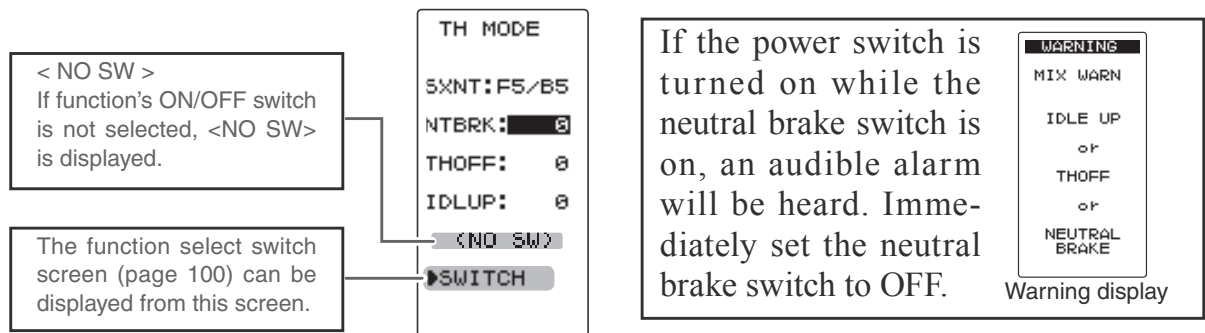 < NO SW >
If function's ON/OFF switch
is not selected, <NO SW>
is displayed.
The function select switch
screen (page 100) can be
displayed from this screen.
TH MODE
SXNT:F5/B5
NTBRK: 0
THOFF: 0
IDLUP: 0
(NO SW)
▶SWITCH
If the power switch is
turned on while the
neutral brake switch is
on, an audible alarm
will be heard. Imme-
diately set the neutral
brake switch to OFF.
WARNING
MIX WARN
IDLE UP
or
THOFF
or
NEUTRAL
BRAKE
Warning display